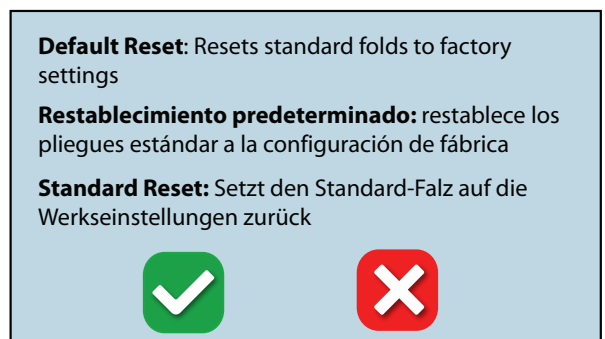 Default Reset: Resets standard folds to factory
settings
Restablecimiento predeterminado: restablece los
pliegues estándar a la configuración de fábrica
Standard Reset: Setzt den Standard-Falz auf die
Werkseinstellungen zurück